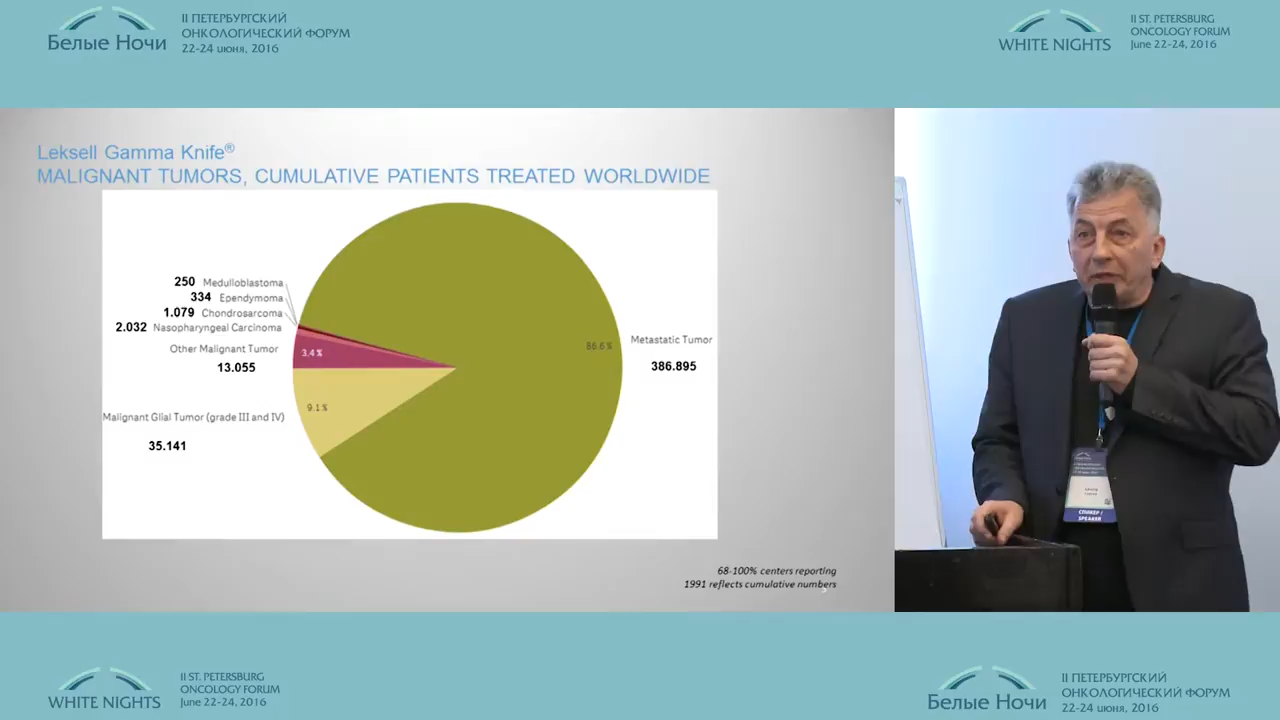 Белые Ночи
II ПЕТЕРБУРГСКИЙ
ОНКОЛОГИЧЕСКИЙ ФОРУМ
22-24 июня, 2016
WHITE NIGHTS
II ST. PETERSBURG
ONCOLOGY FORUM
June 22-24, 2016
Leksell Gamma Knife®
MALIGNANT TUMORS, CUMULATIVE PATIENTS TREATED WORLDWIDE
250 Medulloblastoma
334 Ependymoma
1.079 Chondrosarcoma
2.032 Nasopharyngeal Carcinoma
Other Malignant Tumor
13.055
3.4%
86.6%
Metastatic Tumor
386.895
9.1%
Malignant Glial Tumor (grade III and IV)
35.141
68-100% centers reporting
1991 reflects cumulative numbers
СПИКЕР /
SPEAKER
WHITE NIGHTS
II ST. PETERSBURG
ONCOLOGY FORUM
June 22-24, 2016
Белые Ночи
II ПЕТЕРБУРГСКИЙ
ОНКОЛОГИЧЕСКИЙ ФОРУМ
22-24 июня, 2016